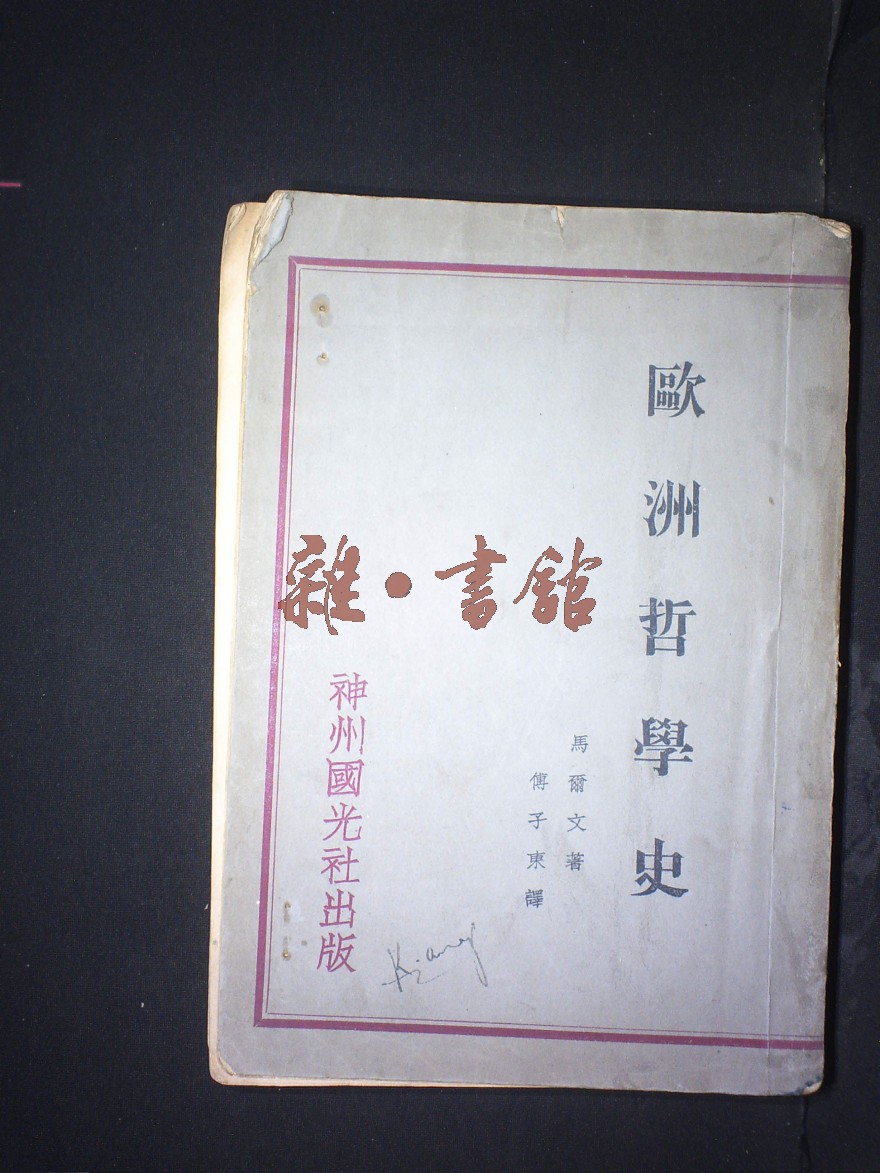 歐洲哲學史
馬爾文著
傅子東譯
神州國光社出版
Kiang
雜·書館